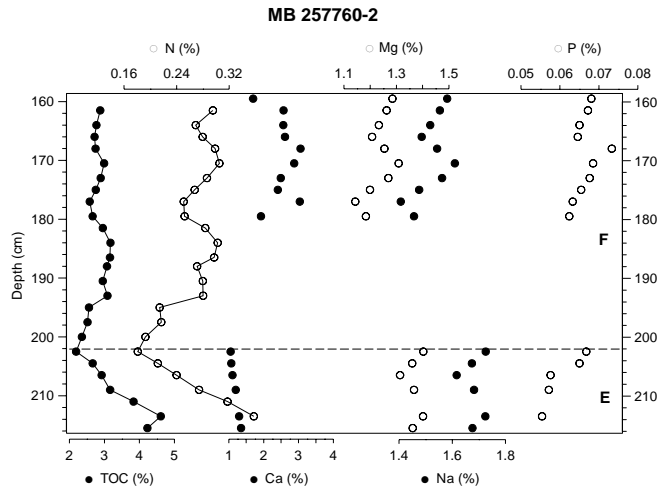 MB 257760-2
○ N (%) ○ Mg (%) ○ P (%)
0.16 0.24 0.32 1.1 1.3 1.5 0.05 0.06 0.07 0.08
160 160
170 170
180 180
F
190 190
200 200
E
210 210
Depth (cm)
2 3 4 5 1 2 3 4 1.4 1.6 1.8
● TOC (%) ● Ca (%) ● Na (%)